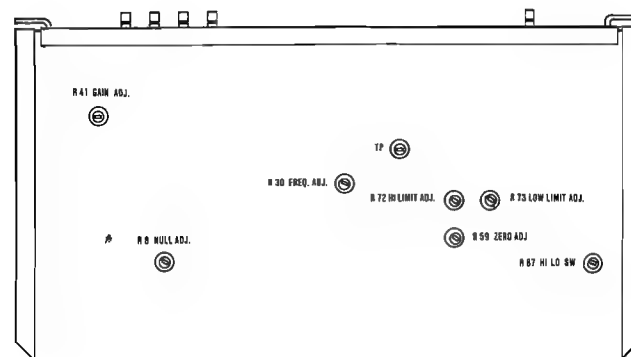 R 41 GAIN ADJ.
TP
R 30 FREQ. ADJ.
R 72 HI LIMIT ADJ.
R 73 LOW LIMIT ADJ.
R 8 NULL ADJ.
R 59 ZERO ADJ
R 87 HI LO SW